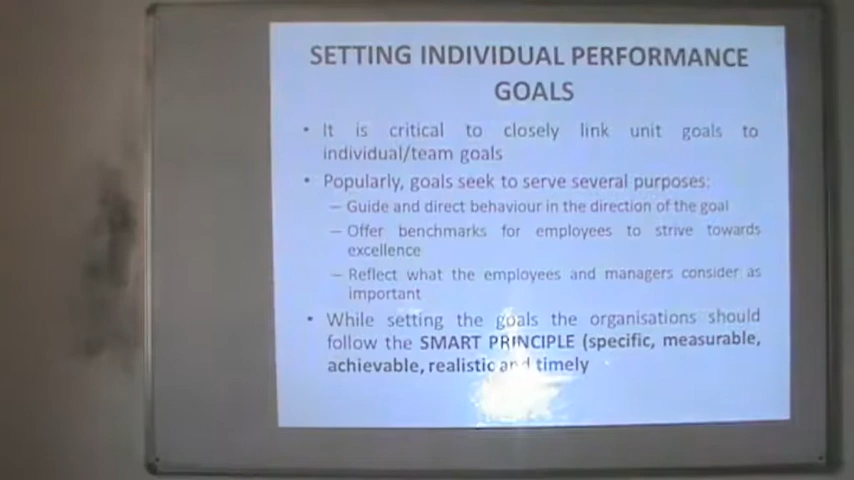 SETTING INDIVIDUAL PERFORMANCE
GOALS
• It is critical to closely link unit goals to
individual/team goals
• Popularly, goals seek to serve several purposes:
– Guide and direct behaviour in the direction of the goal
– Offer benchmarks for employees to strive towards
excellence
– Reflect what the employees and managers consider as
important
• While setting the goals the organisations should
follow the SMART PRINCIPLE (specific, measurable,
achievable, realistic and timely